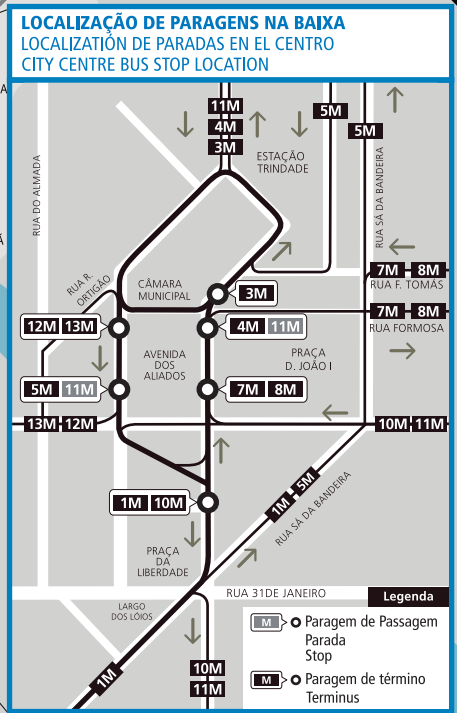 LOCALIZAÇÃO DE PARAGENS NA BAIXA
LOCALIZATIÓN DE PARADAS EN EL CENTRO
CITY CENTRE BUS STOP LOCATION
A
11M
4M
3M
5M
5M
ESTAÇÃO
TRINDADE
RUA DO ALMADA
RUA SÁ DA BANDEIRA
RUA R.
ORTIGÃO
CÂMARA
MUNICIPAL
3M
7M 8M
RUA F. TOMÁS
7M 8M
RUA FORMOSA
12M 13M
4M 11M
AVENIDA
DOS
ALIADOS
PRAÇA
D. JOÃO I
5M 11M
7M 8M
13M 12M
10M 11M
1M 10M
1M 5M
RUA SÁ DA BANDEIRA
PRAÇA
DA
LIBERDADE
RUA 31DE JANEIRO
LARGO
DOS LÓIOS
1M
10M
11M
Legenda
M Paragem de Passagem
Parada
Stop
M Paragem de término
Terminus